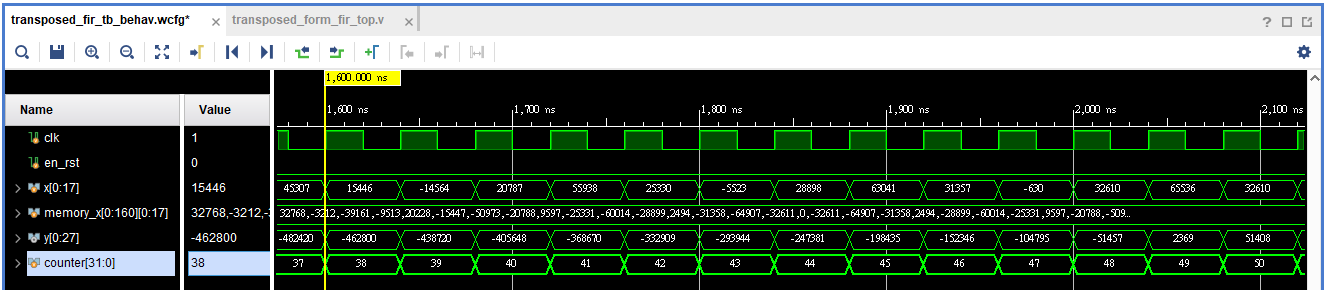 transposed_fir_tb_behav.wcfg* × transposed_form_fir_top.v ×
?
1,600.000 ns
Name Value
1,600 ns 1,700 ns 1,800 ns 1,900 ns 2,000 ns 2,100 ns
clk 1
en_rst 0
x[0:17] 15446 45307 15446 -14564 20787 55938 25330 -5523 28898 63041 31357 -630 32610 65536 32610
memory_x[0:160][0:17] 32768,-3212,-3 32768,-3212,-39161,-9513,20228,-15447,-50973,-20788,9597,-25331,-60014,-28899,2494,-31358,-64907,-32611,0,-32611,-64907,-31358,2494,-28899,-60014,-25331,9597,-20788,-509…
y[0:27] -462800 -482420 -462800 -438720 -405648 -368670 -332909 -293944 -247381 -198435 -152346 -104795 -51457 2369 51408
counter[31:0] 38 37 38 39 40 41 42 43 44 45 46 47 48 49 50